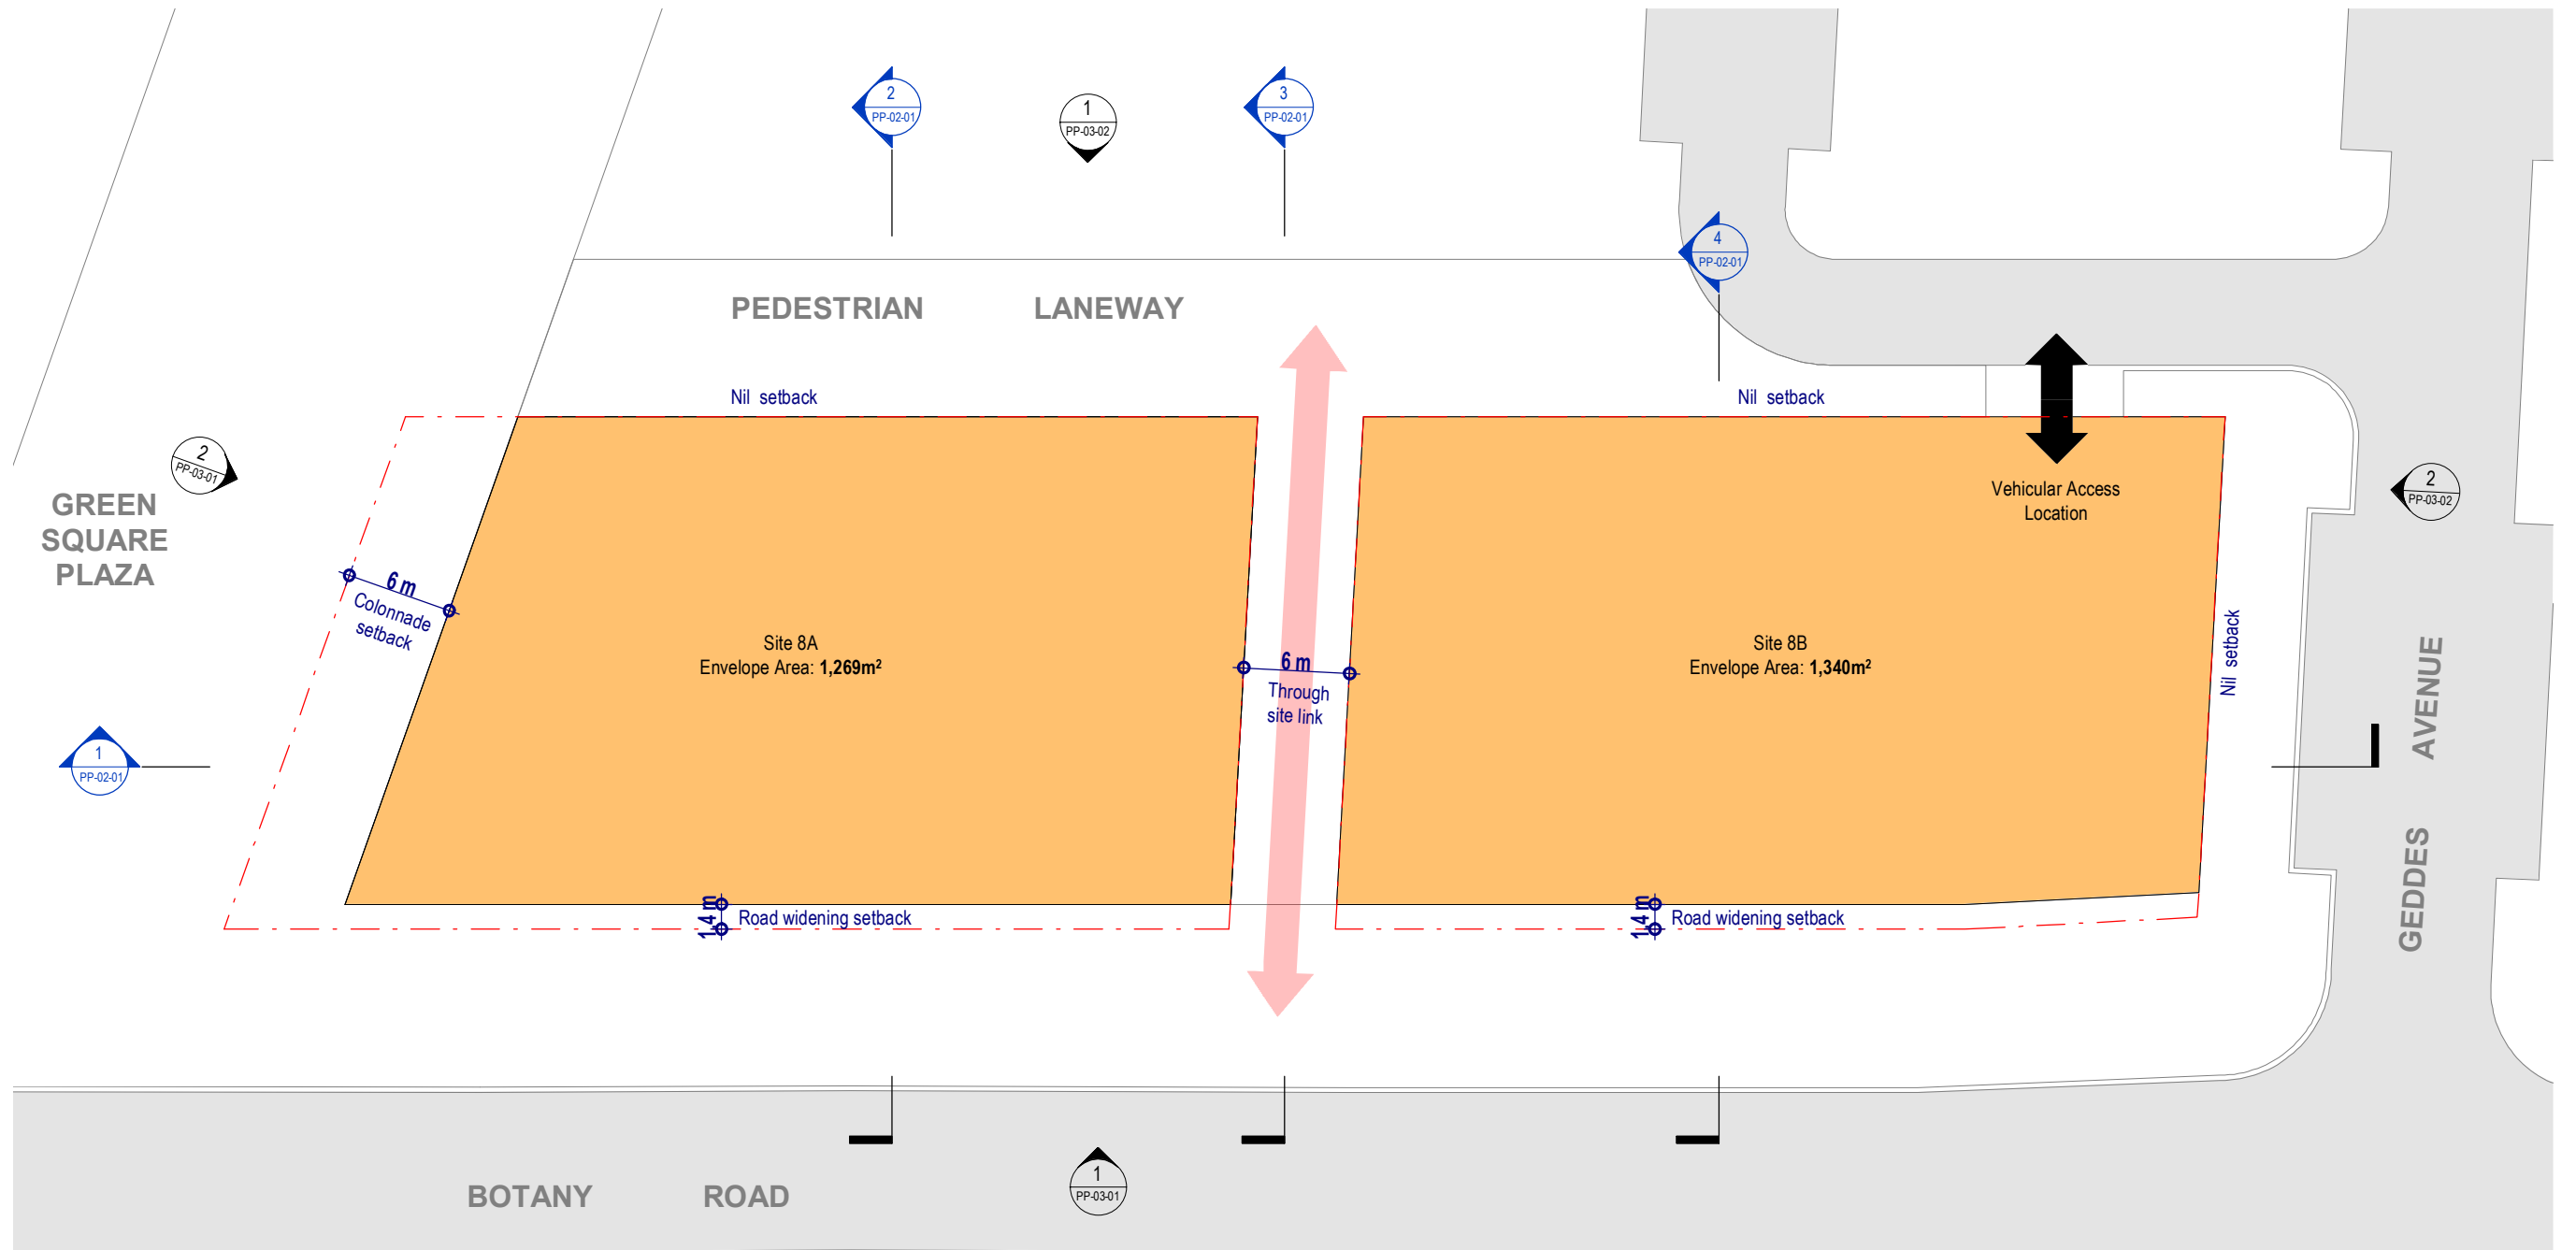 2
PP-02-01
1
PP-03-02
3
PP-02-01
4
PP-02-01
PEDESTRIAN LANEWAY
Nil setback
Nil setback
2
PP-03-01
GREEN
SQUARE
PLAZA
6 m
Colonnade
setback
Vehicular Access
Location
2
PP-03-02
Site 8A
Envelope Area: 1,269m²
6 m
Through
site link
Site 8B
Envelope Area: 1,340m²
Nil setback
GEDDES AVENUE
1
PP-02-01
1.4 m
Road widening setback
1.4 m
Road widening setback
BOTANY ROAD
1
PP-03-01